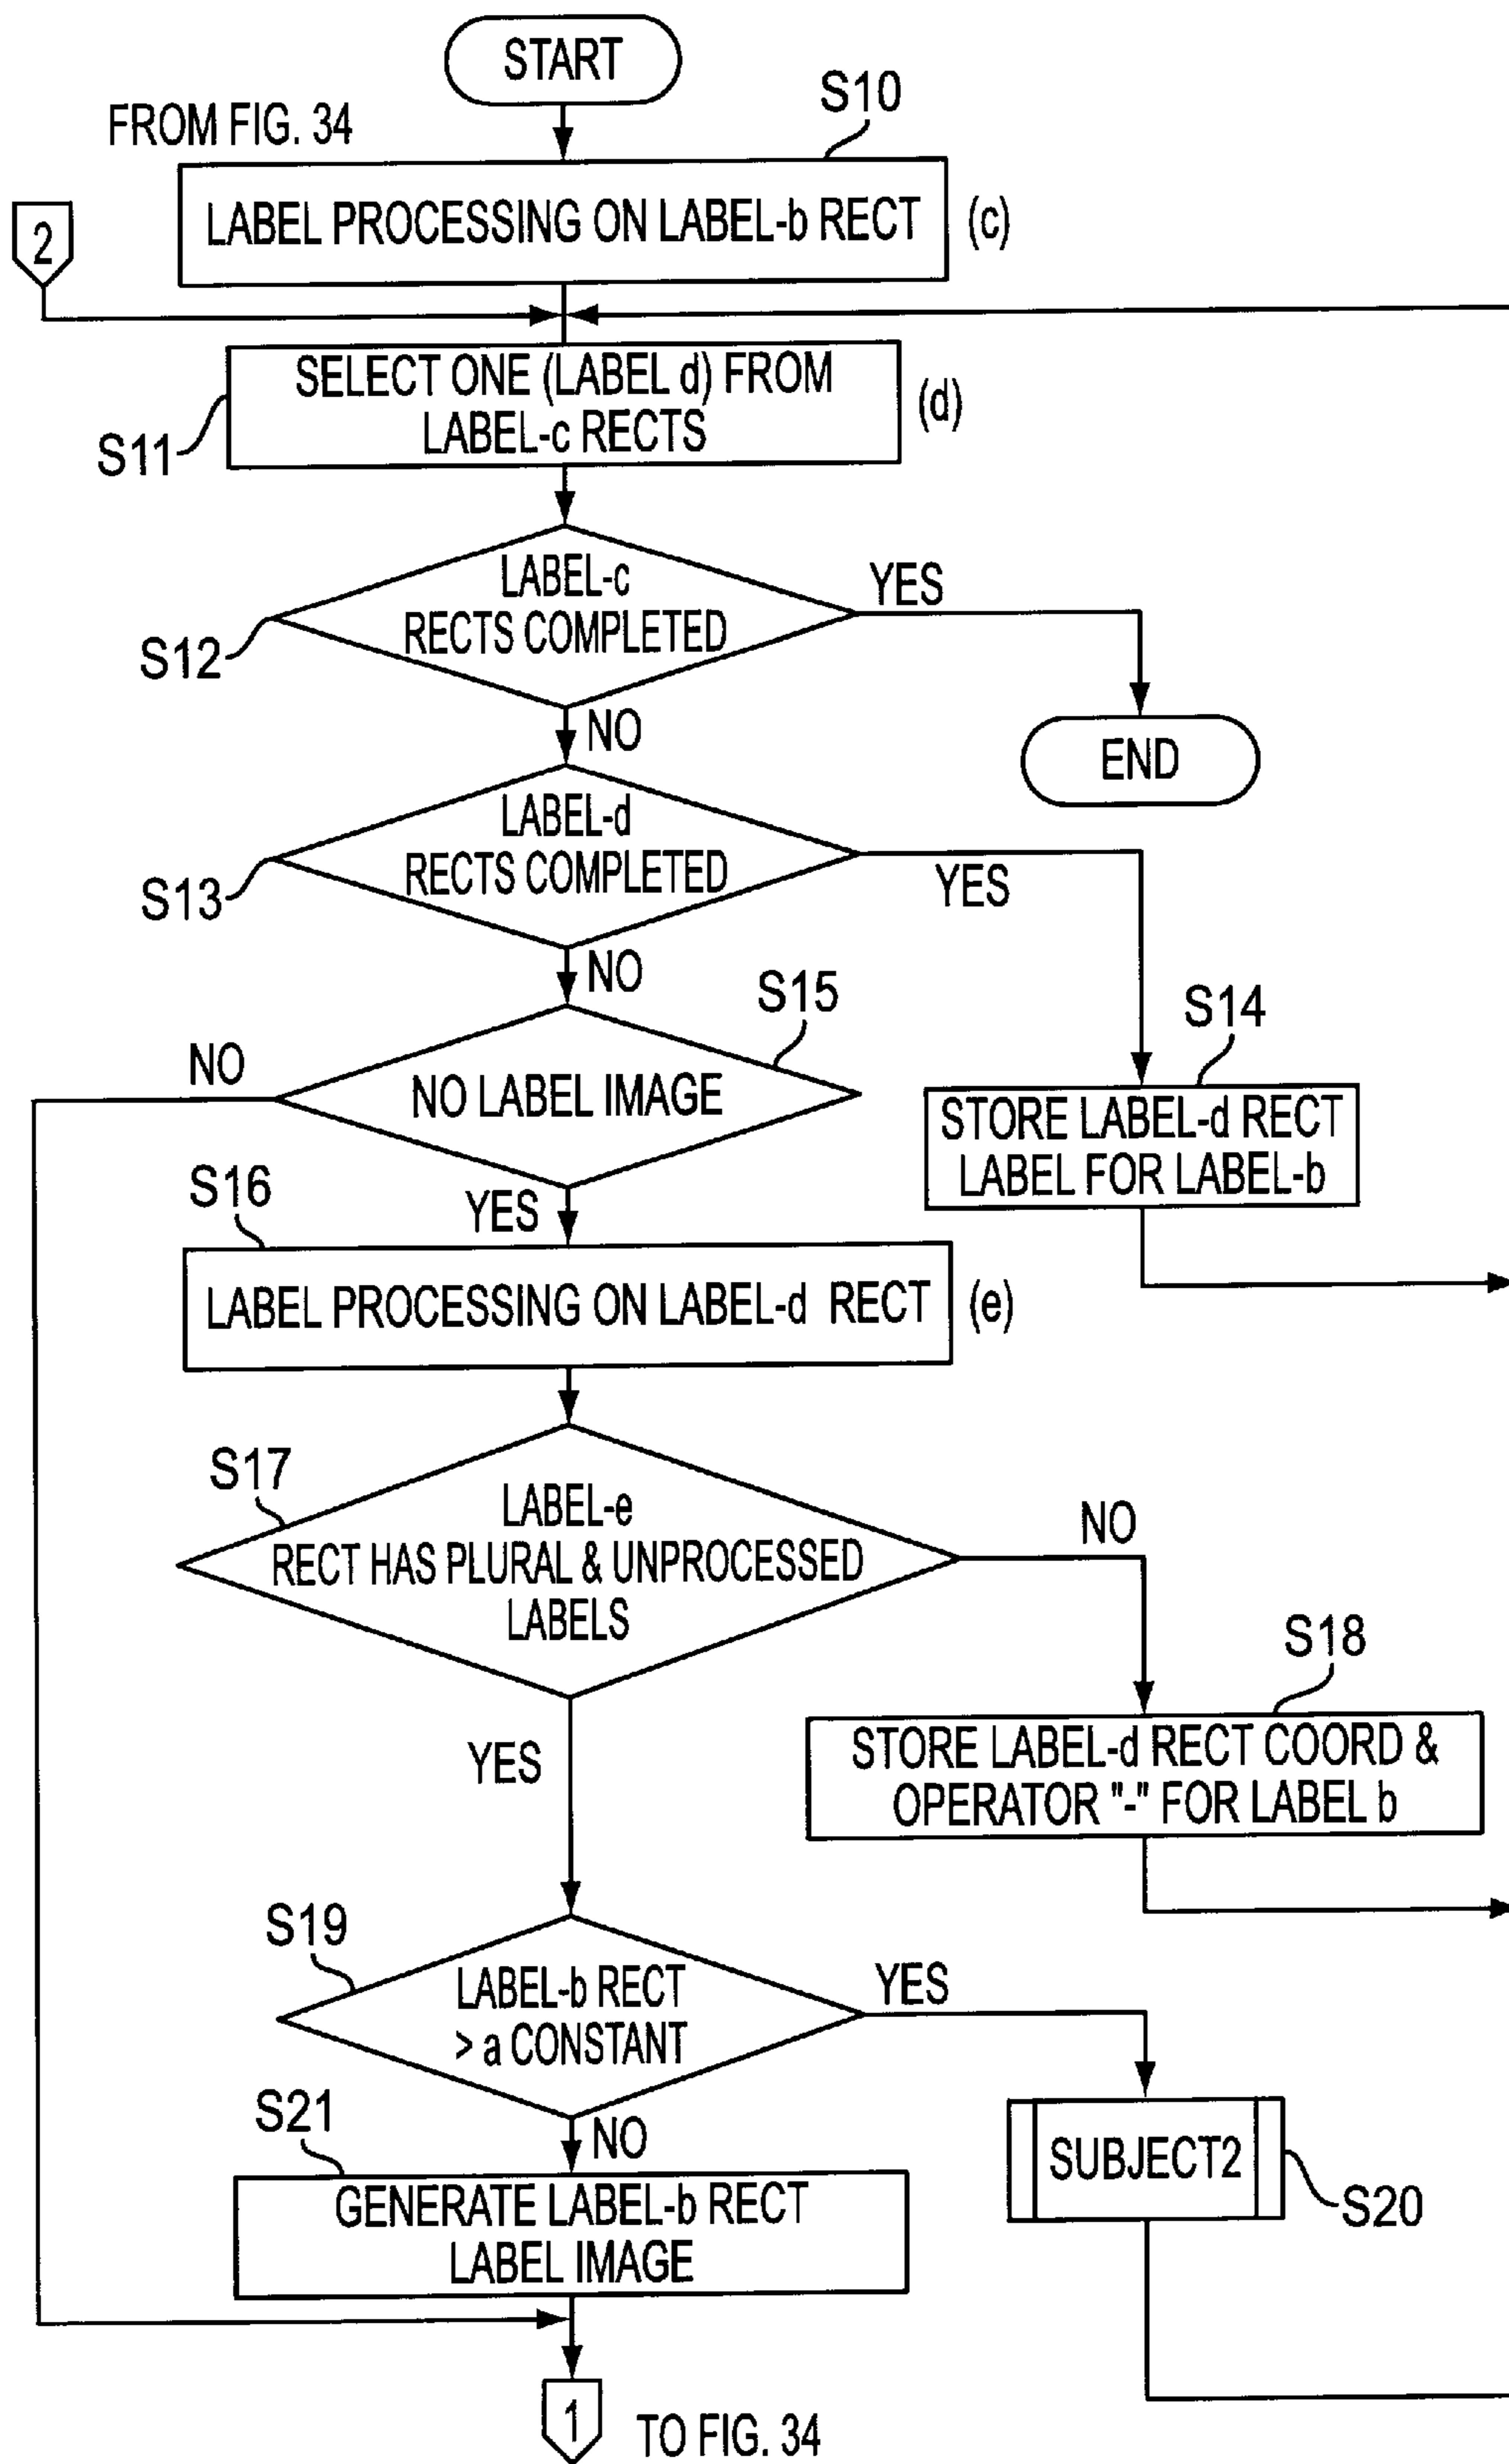 START
FROM FIG. 34
S10
2
LABEL PROCESSING ON LABEL-b RECT
(c)
SELECT ONE (LABEL d) FROM
LABEL-c RECTS
(d)
S11
LABEL-c
RECTS COMPLETED
YES
S12
NO
END
LABEL-d
RECTS COMPLETED
YES
S13
NO
S15
S14
NO
NO LABEL IMAGE
STORE LABEL-d RECT
LABEL FOR LABEL-b
S16
YES
LABEL PROCESSING ON LABEL-d RECT
(e)
S17
LABEL-e
RECT HAS PLURAL & UNPROCESSED
LABELS
NO
S18
YES
STORE LABEL-d RECT COORD &
OPERATOR "-" FOR LABEL b
S19
LABEL-b RECT
> a CONSTANT
YES
S21
NO
SUBJECT2
S20
GENERATE LABEL-b RECT
LABEL IMAGE
1
TO FIG. 34